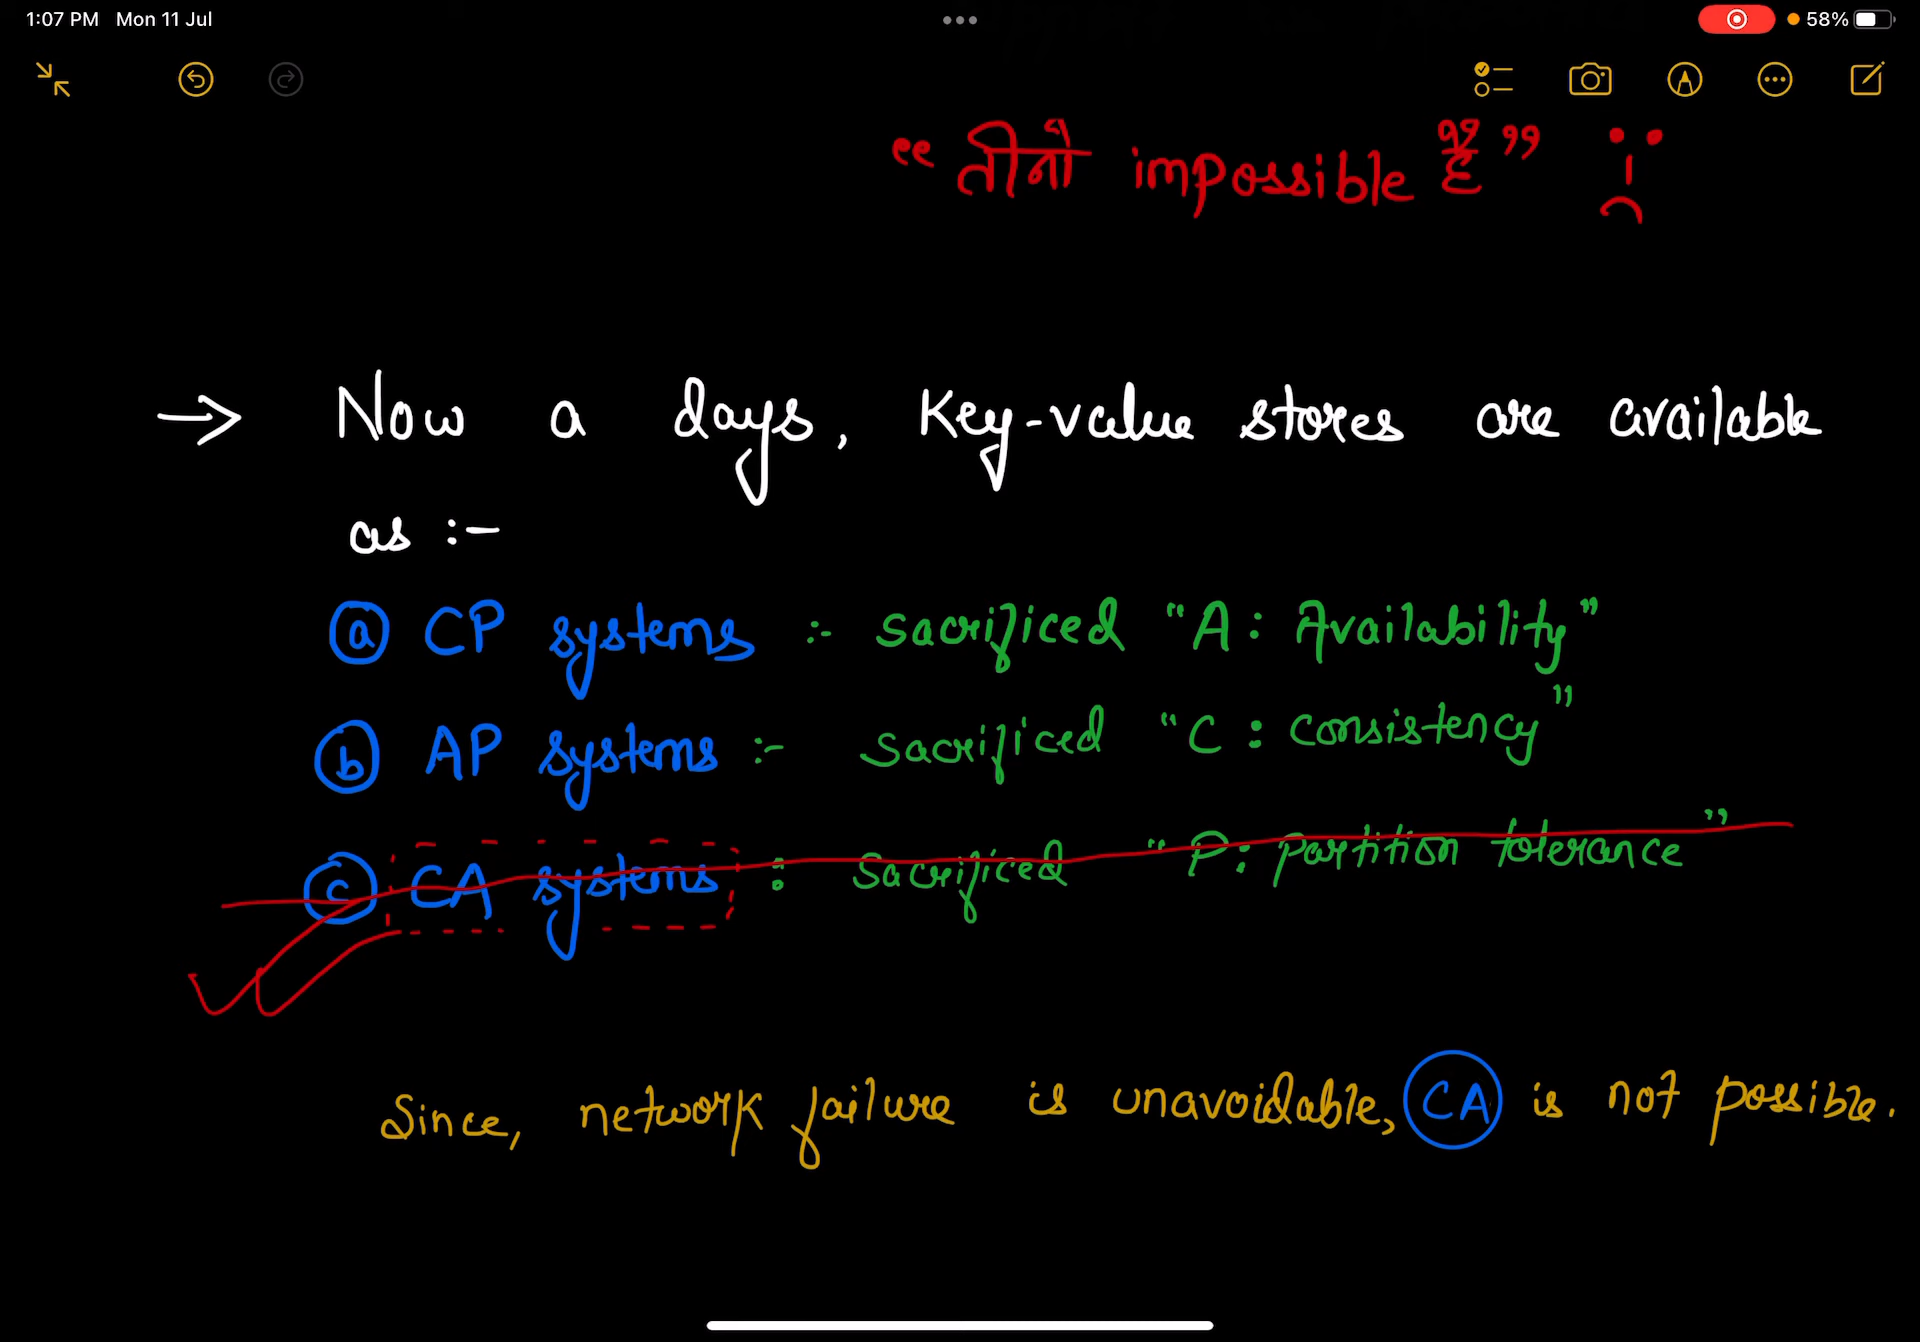 1:07 PM Mon 11 Jul 58%
“तीनो impossible हैं”
→ Now a days, Key-value stores are available
as :-
ⓐ CP systems :- sacrificed “A: Availability”
ⓑ AP systems :- sacrificed “C : consistency”
ⓒ CA systems : sacrificed “P: partition tolerance”
Since, network failure is unavoidable, CA is not possible.